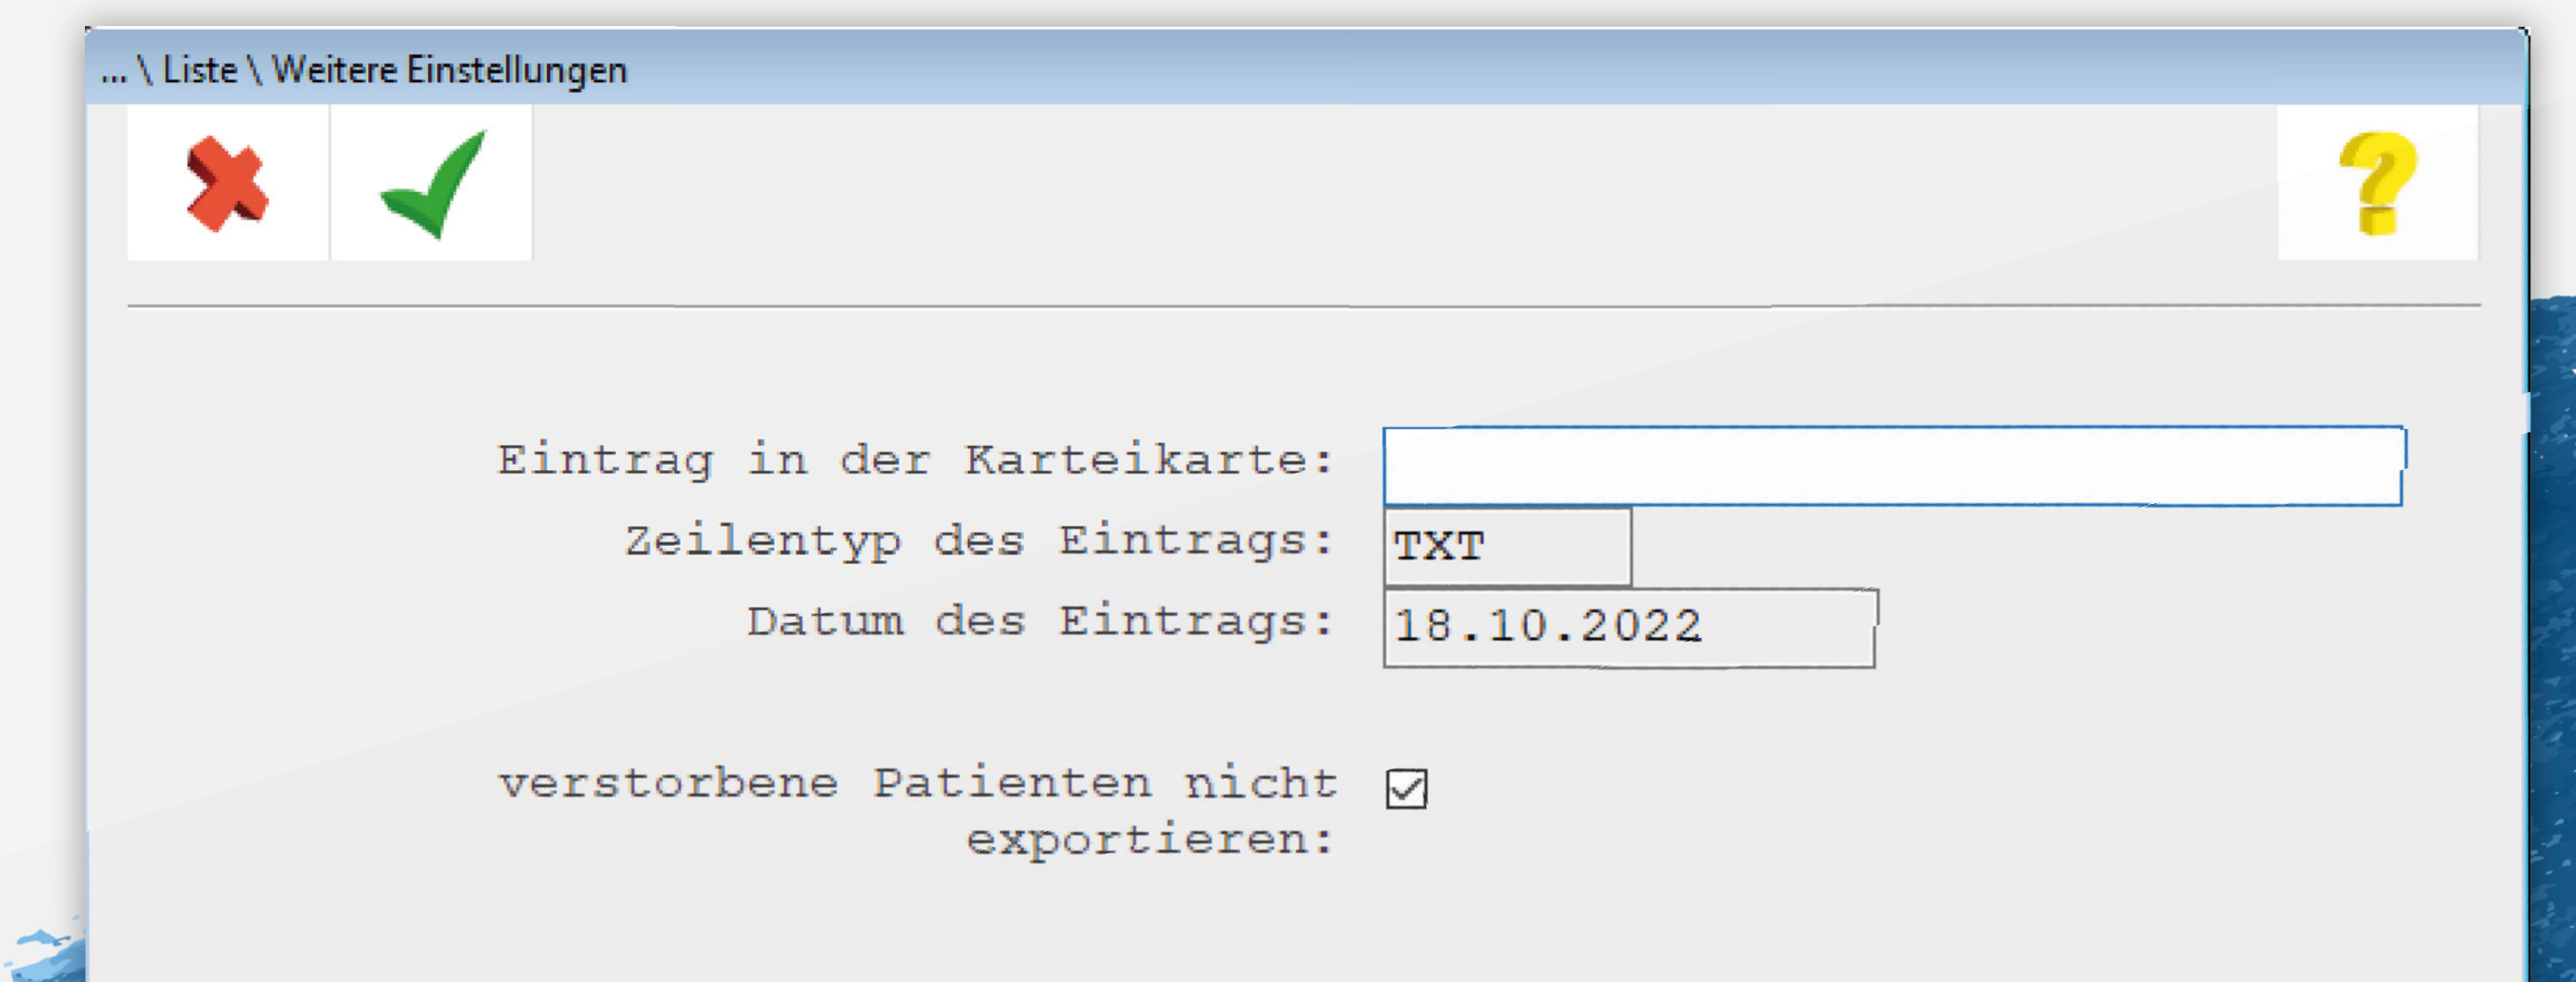 ... \ Liste \ Weitere Einstellungen
Eintrag in der Karteikarte:
Zeilentyp des Eintrags: TXT
Datum des Eintrags: 18.10.2022
verstorbene Patienten nicht
exportieren: